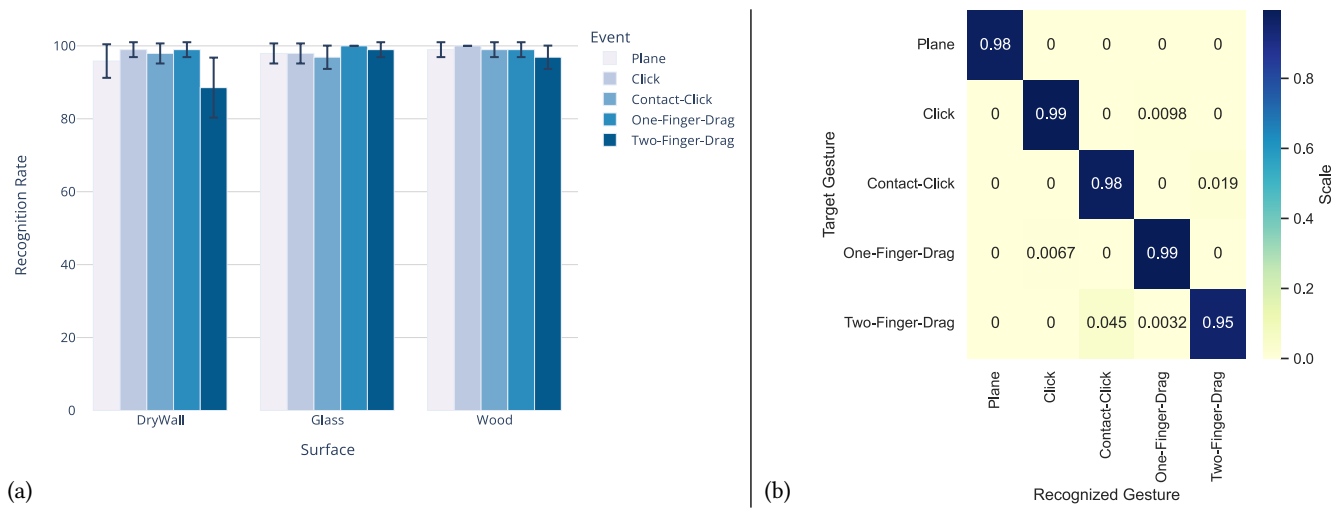 Recognition Rate
100
80
60
40
20
0
DryWall
Glass
Wood
Surface
Event
Plane
Click
Contact-Click
One-Finger-Drag
Two-Finger-Drag
(a)
Target Gesture
Plane 0.98 0 0 0 0
Click 0 0.99 0 0.0098 0
Contact-Click 0 0 0.98 0 0.019
One-Finger-Drag 0 0.0067 0 0.99 0
Two-Finger-Drag 0 0 0.045 0.0032 0.95
Plane
Click
Contact-Click
One-Finger-Drag
Two-Finger-Drag
Recognized Gesture
0.8
0.6
0.4
0.2
0.0
Scale
(b)